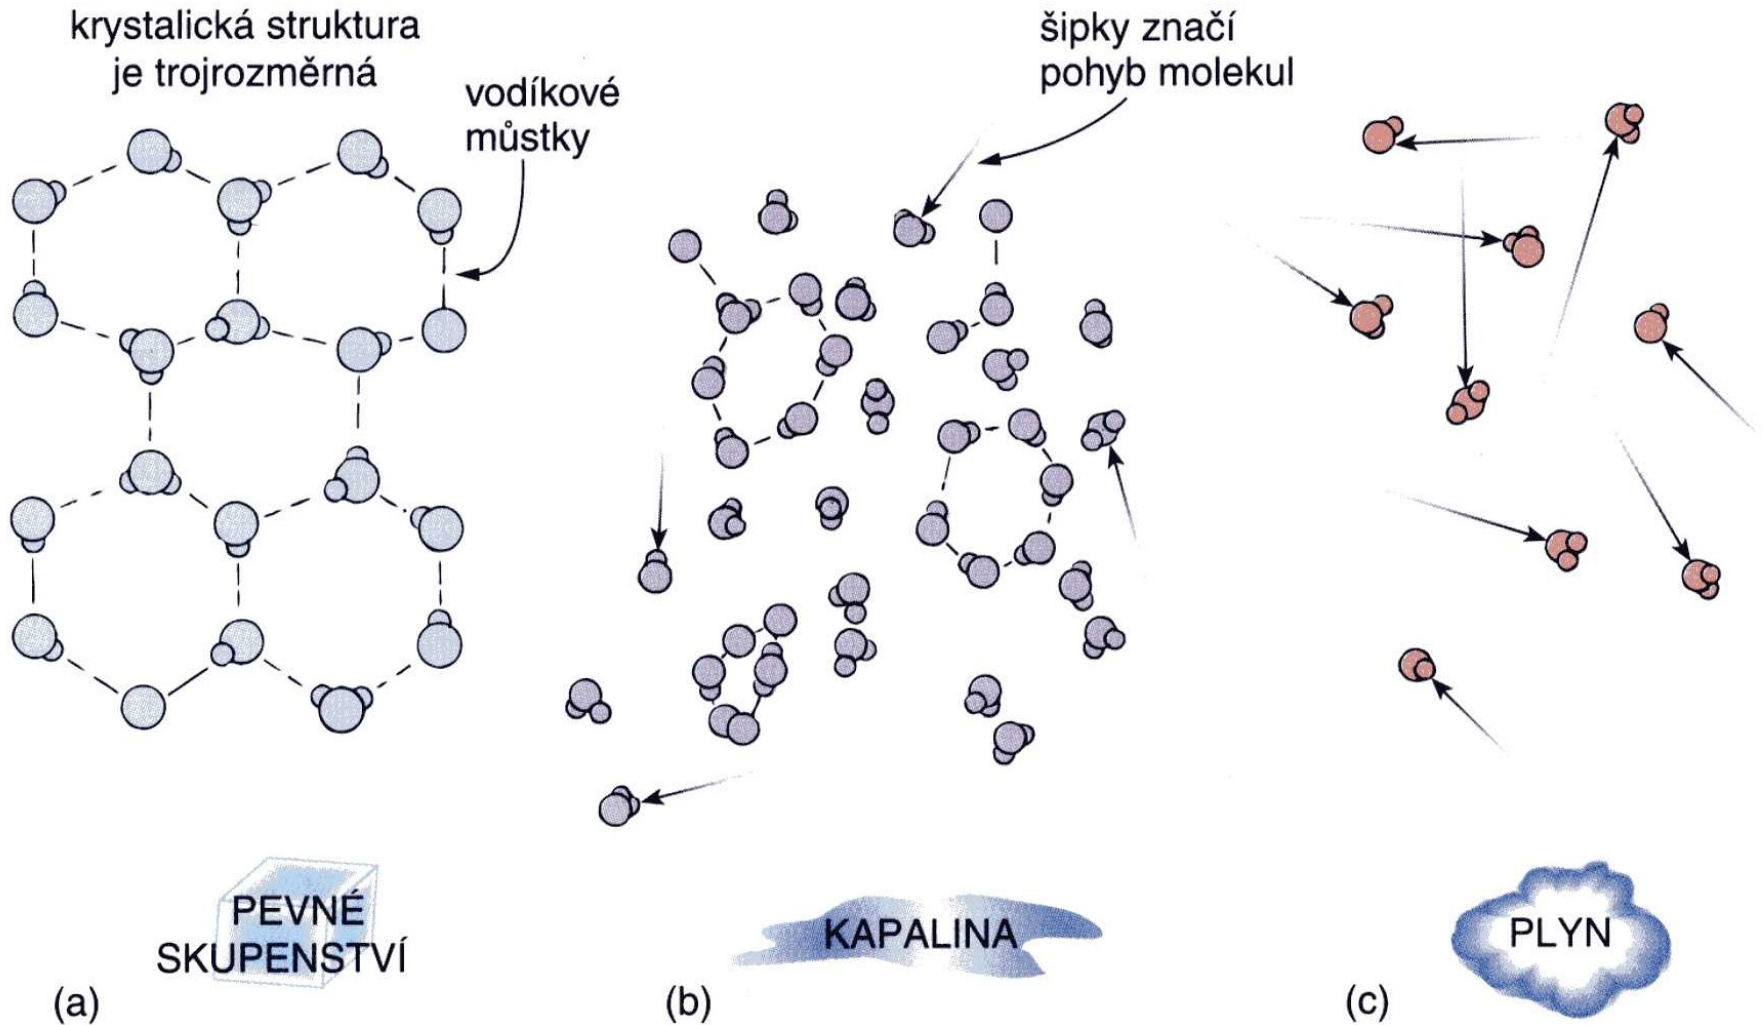 krystalická struktura
je trojrozměrná
vodíkové
můstky
šipky značí
pohyb molekul
PEVNÉ
SKUPENSTVÍ
KAPALINA
PLYN
(a)
(b)
(c)